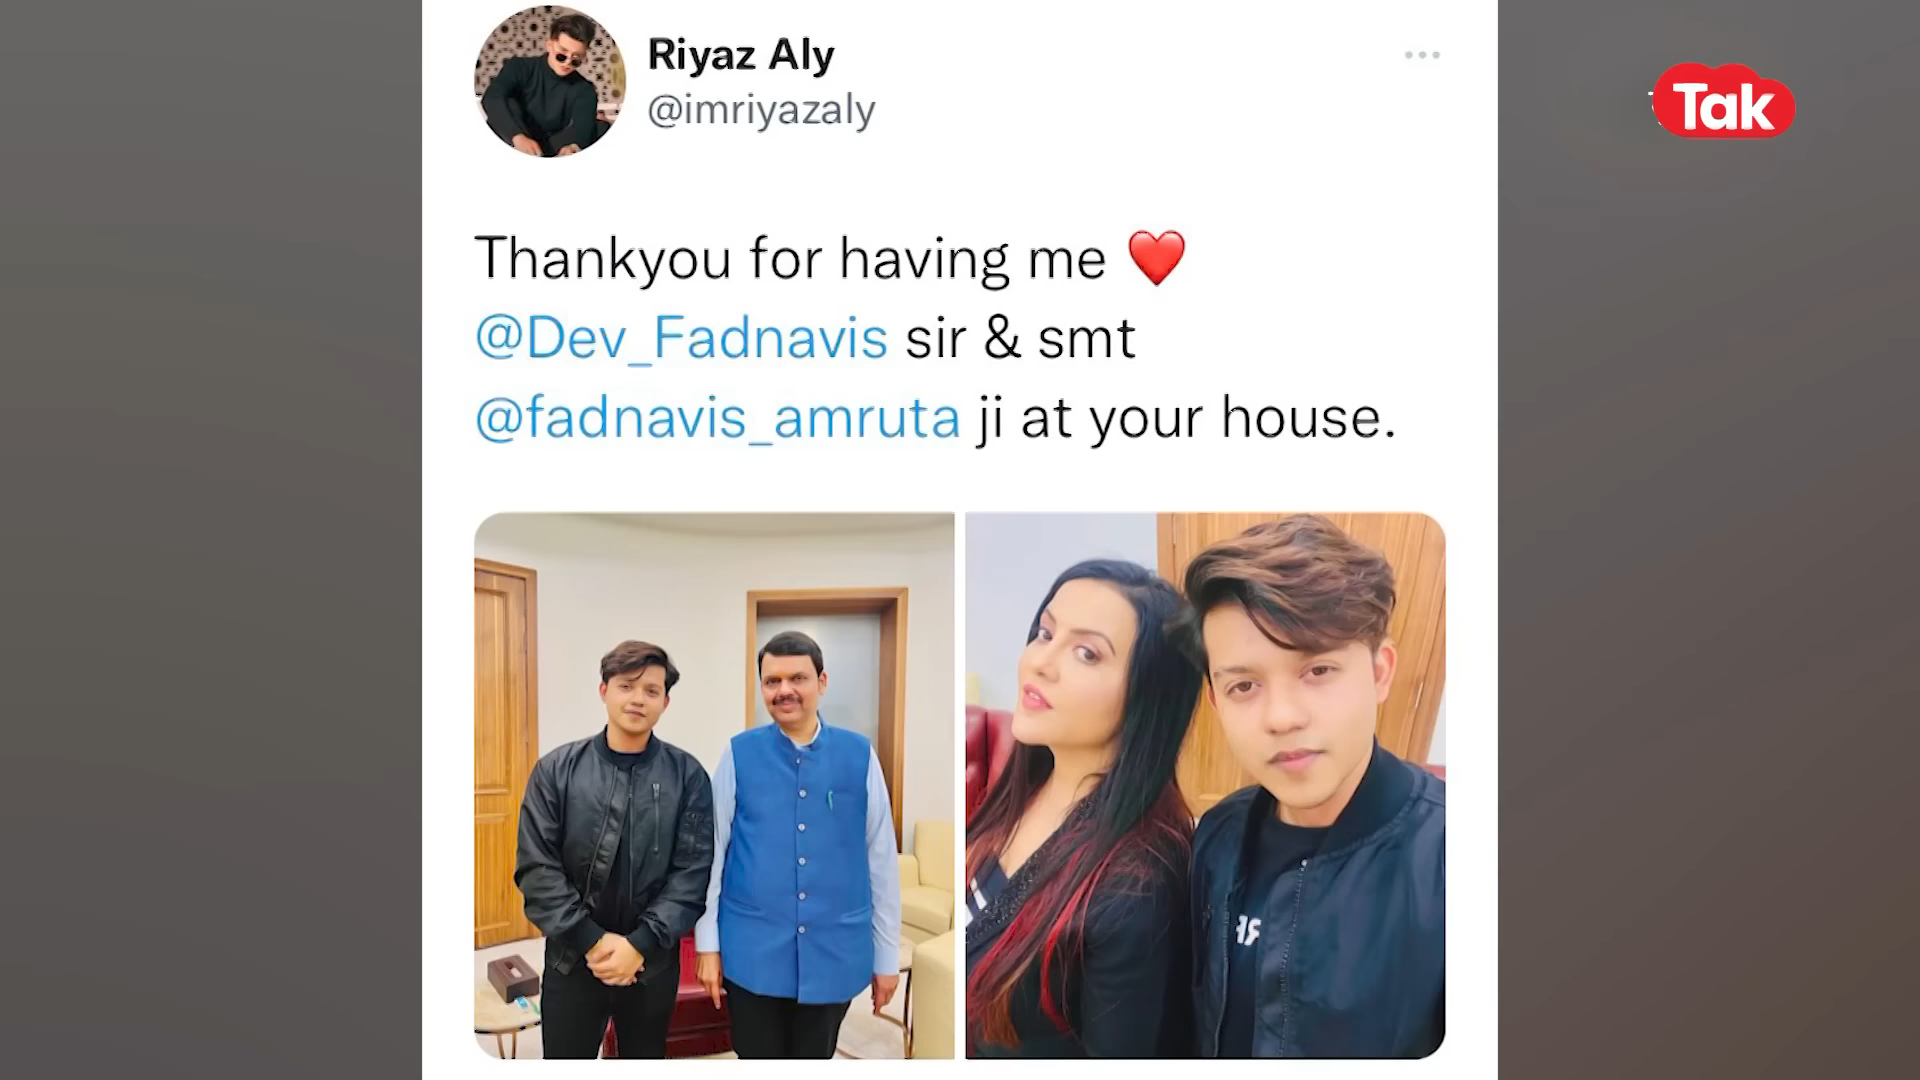 Riyaz Aly
@imriyazaly
Tak
Thankyou for having me ❤️
@Dev_Fadnavis sir & smt
@fadnavis_amruta ji at your house.